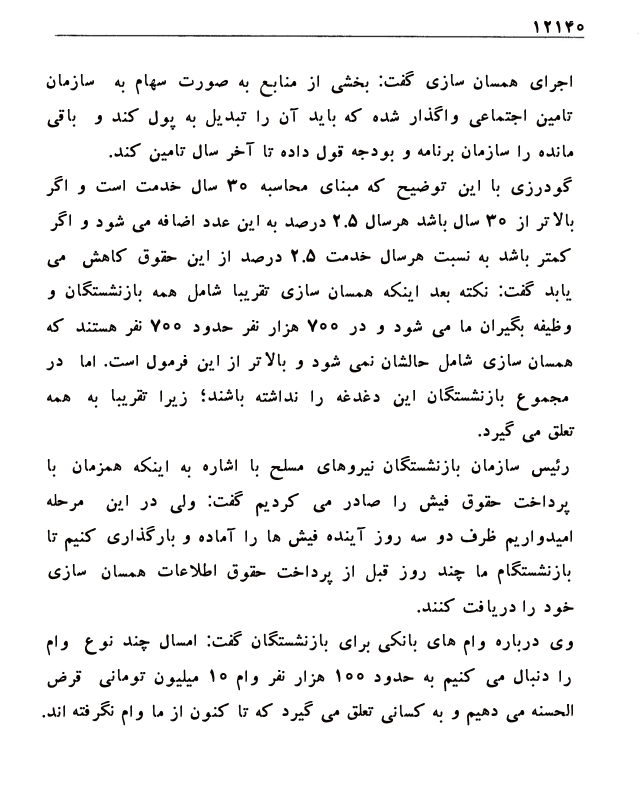 ۱۲۱۴۰
اجرای همسان سازی گفت: بخشی از منابع به صورت سهام به سازمان
تامین اجتماعی واگذار شده که باید آن را تبدیل به پول کند و باقی
مانده را سازمان برنامه و بودجه قول داده تا آخر سال تامین کند.
گودرزی با این توضیح که مبنای محاسبه ۳۰ سال خدمت است و اگر
بالاتر از ۳۰ سال باشد هرسال ۲.۵ درصد به این عدد اضافه می شود و اگر
کمتر باشد به نسبت هرسال خدمت ۲.۵ درصد از این حقوق کاهش می
یابد گفت: نکته بعد اینکه همسان سازی تقریبا شامل همه بازنشستگان و
وظیفه بگیران ما می شود و در ۷۰۰ هزار نفر حدود ۷۰۰ نفر هستند که
همسان سازی شامل حالشان نمی شود و بالاتر از این فرمول است. اما در
مجموع بازنشستگان این دغدغه را نداشته باشند؛ زیرا تقریبا به همه
تعلق می گیرد.
رئیس سازمان بازنشستگان نیروهای مسلح با اشاره به اینکه همزمان با
پرداخت حقوق فیش را صادر می کردیم گفت: ولی در این مرحله
امیدواریم ظرف دو سه روز آینده فیش ها را آماده و بارگذاری کنیم تا
بازنشستگام ما چند روز قبل از پرداخت حقوق اطلاعات همسان سازی
خود را دریافت کنند.
وی درباره وام های بانکی برای بازنشستگان گفت: امسال چند نوع وام
را دنبال می کنیم به حدود ۱۰۰ هزار نفر وام ۱۰ میلیون تومانی قرض
الحسنه می دهیم و به کسانی تعلق می گیرد که تا کنون از ما وام نگرفته اند.